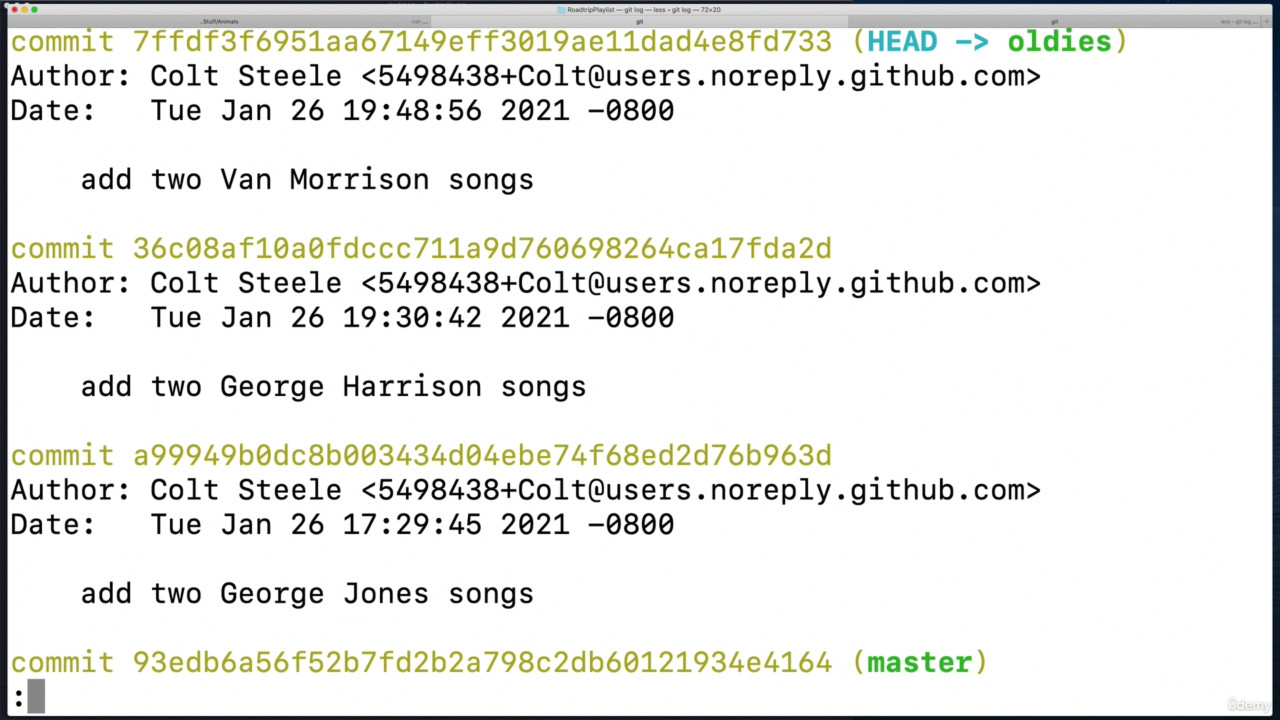 RoadtripPlaylist — git log — less ‹ git log — 72×20
..Stuff/Animals
git
git
less ‹ git log ...
commit 7ffdf3f6951aa67149eff3019ae11dad4e8fd733 (HEAD -> oldies)
Author: Colt Steele <5498438+Colt@users.noreply.github.com>
Date:   Tue Jan 26 19:48:56 2021 -0800
add two Van Morrison songs
commit 36c08af10a0fdccc711a9d760698264ca17fda2d
Author: Colt Steele <5498438+Colt@users.noreply.github.com>
Date:   Tue Jan 26 19:30:42 2021 -0800
add two George Harrison songs
commit a99949b0dc8b003434d04ebe74f68ed2d76b963d
Author: Colt Steele <5498438+Colt@users.noreply.github.com>
Date:   Tue Jan 26 17:29:45 2021 -0800
add two George Jones songs
commit 93edb6a56f52b7fd2b2a798c2db60121934e4164 (master)
:
ûdemy